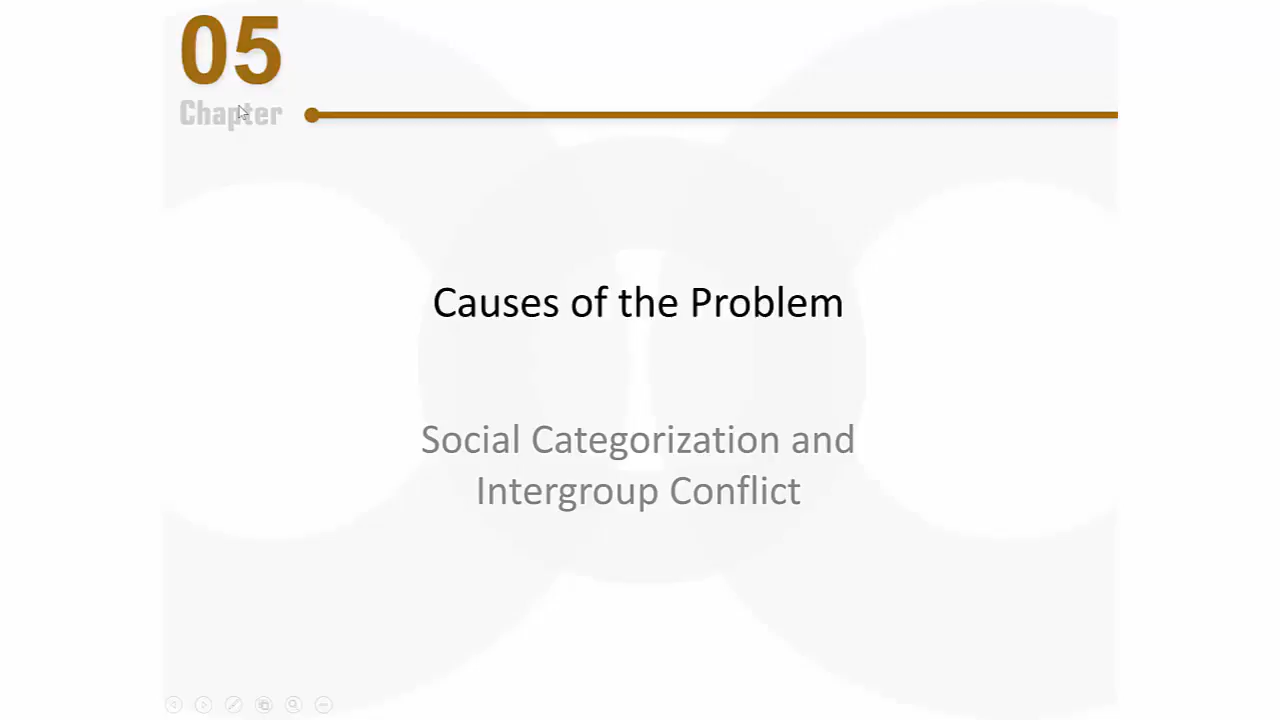 05
Chapter
Causes of the Problem
Social Categorization and
Intergroup Conflict